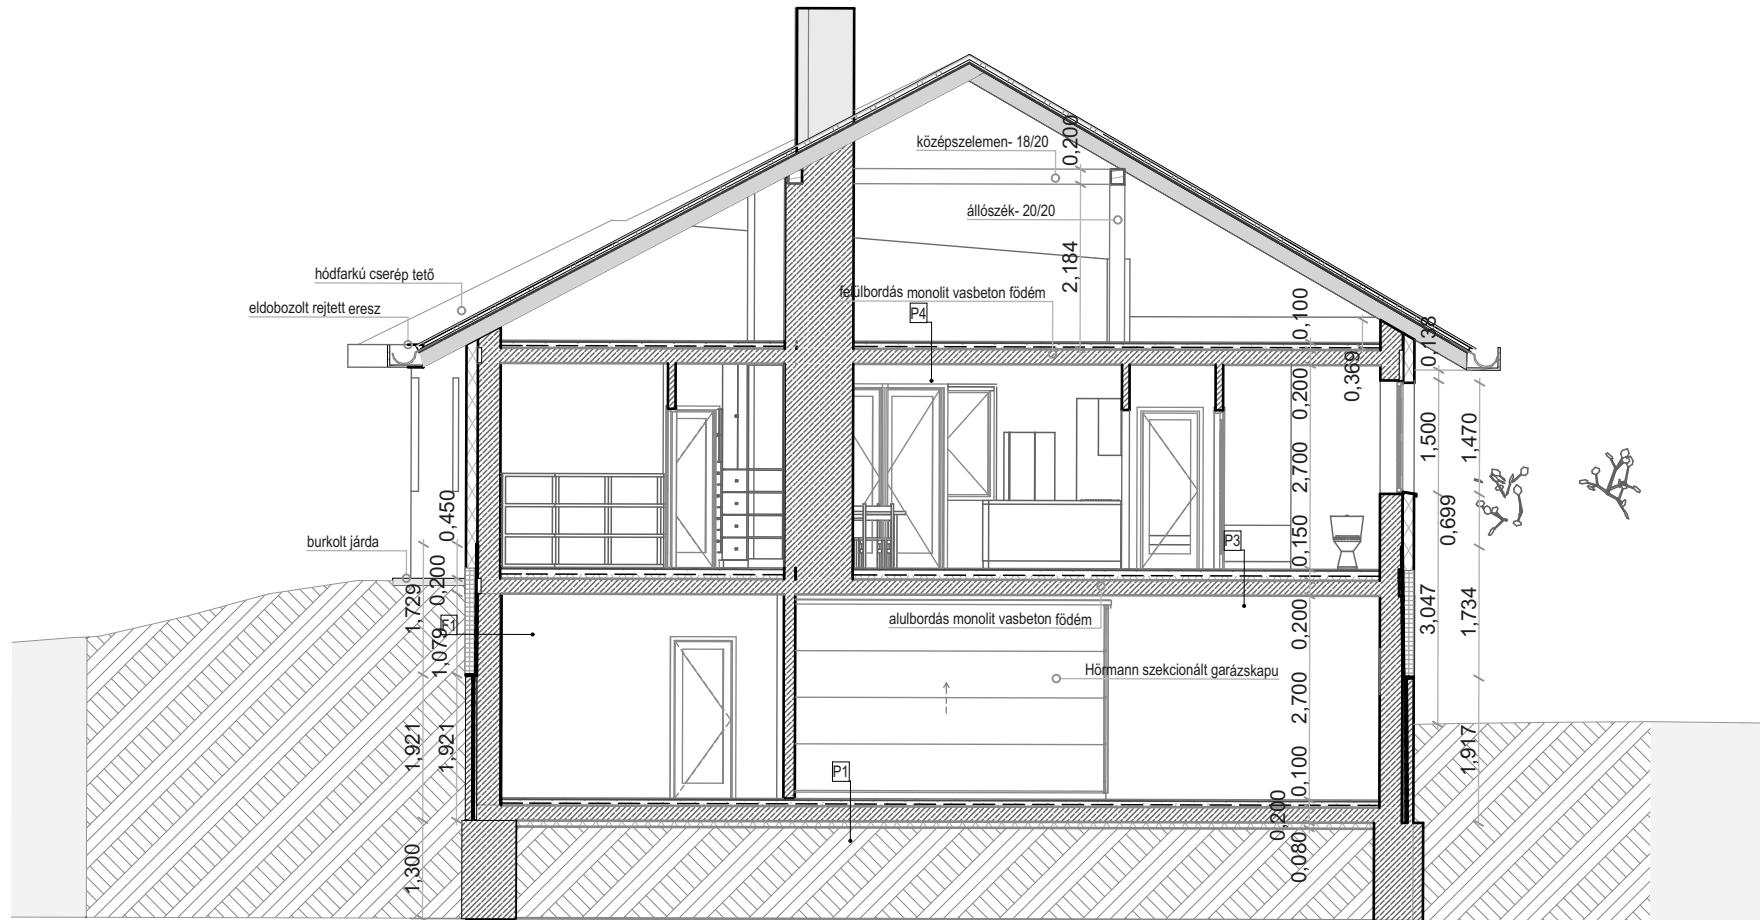 0,200
középszelemen- 18/20
állószék- 20/20
2,184
hódfarkú cserép tető
eldobozolt rejtett eresz
felülbordás monolit vasbeton födém
P4
0,100
0,138
0,369
0,200
1,500
1,470
2,700
0,450
0,699
burkolt járda
P3
0,150
0,200
1,729
1,079
E1
alulbordás monolit vasbeton födém
0,200
3,047
1,734
Hörmann szekcionált garázskapu
2,700
1,921
1,921
1,917
P1
0,100
0,200
0,080
1,300